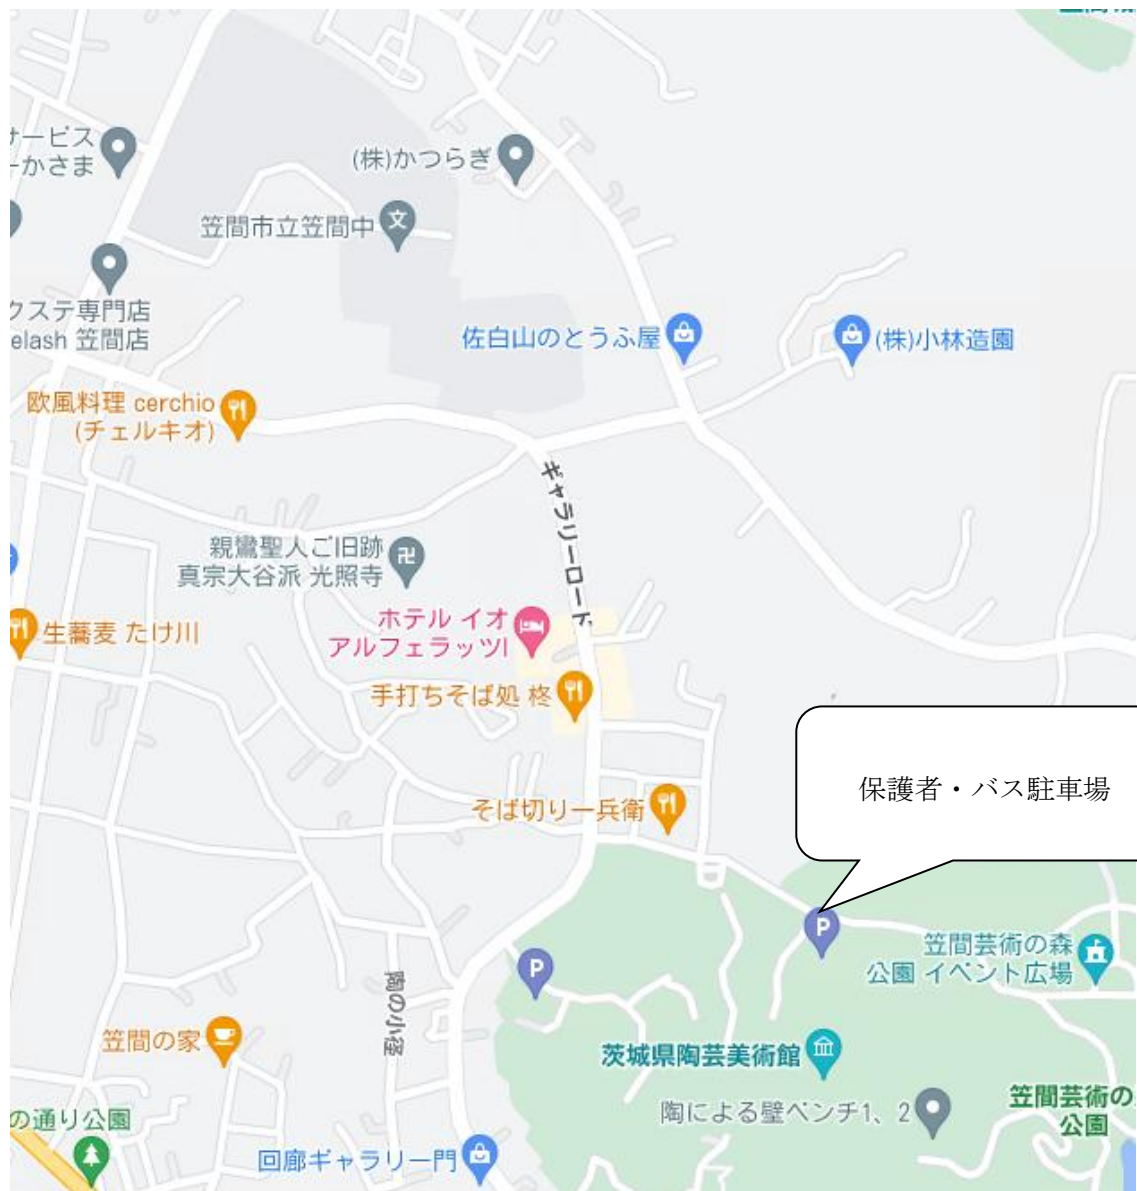 サービス
(株)かつらぎ
かさま
笠間市立笠間中
クステ専門店
elash 笠間店
佐白山のとうふ屋
(株)小林造園
欧風料理 cerchio
(チェルキオ)
ギャラリーロード
親鸞聖人ご旧跡
真宗大谷派 光照寺
ホテル イオ
アルフェラッツI
生蕎麦 たけ川
手打ちそば処 柊
保護者・バス駐車場
そば切り一兵衛
P
笠間芸術の森
公園 イベント広場
P
陶の小径
笠間の家
茨城県陶芸美術館
陶による壁ベンチ1、2
笠間芸術の
公園
の通り公園
回廊ギャラリー門